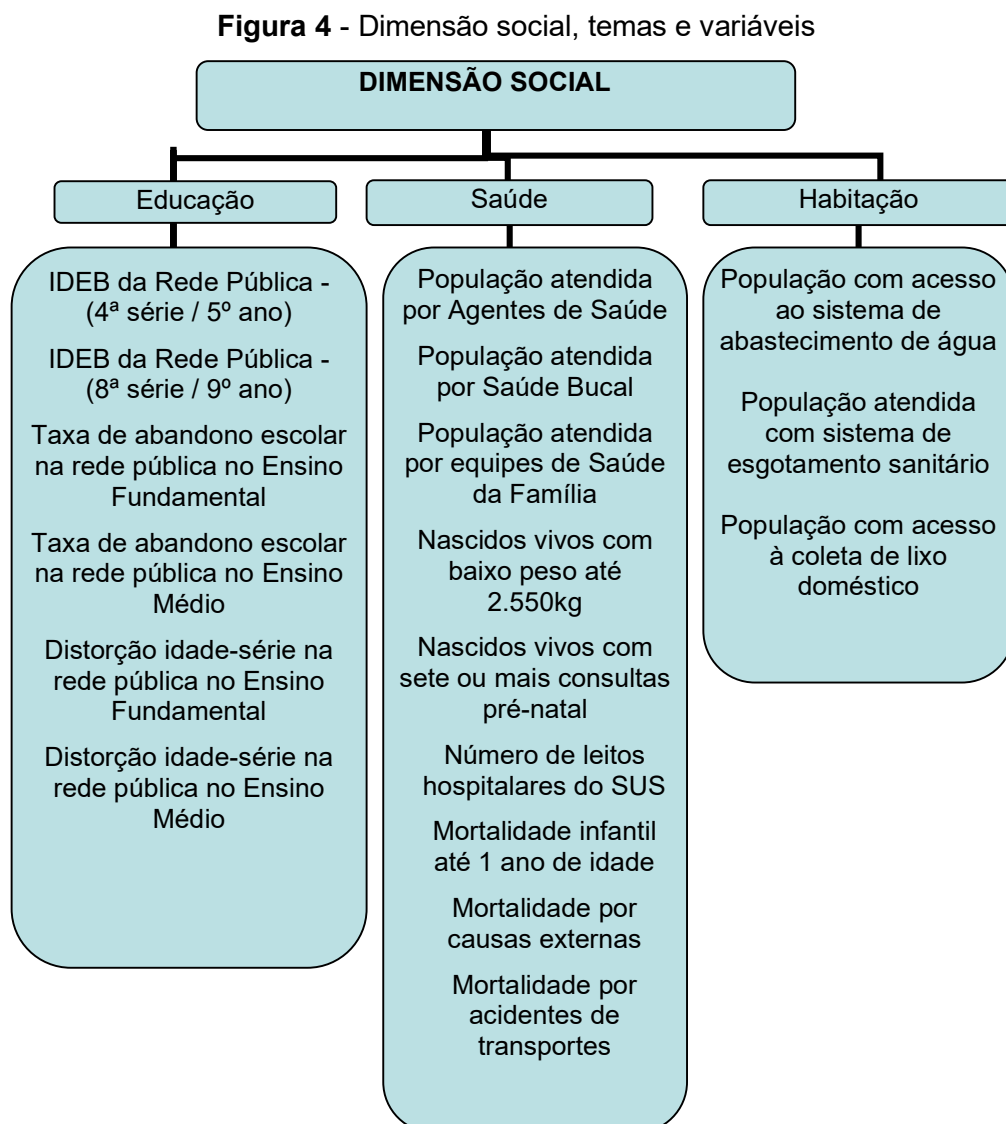 Figura 4 - Dimensão social, temas e variáveis
DIMENSÃO SOCIAL
Educação
IDEB da Rede Pública -
(4ª série / 5º ano)
IDEB da Rede Pública -
(8ª série / 9º ano)
Taxa de abandono escolar
na rede pública no Ensino
Fundamental
Taxa de abandono escolar
na rede pública no Ensino
Médio
Distorção idade-série na
rede pública no Ensino
Fundamental
Distorção idade-série na
rede pública no Ensino
Médio
Saúde
População atendida
por Agentes de Saúde
População atendida
por Saúde Bucal
População atendida
por equipes de Saúde
da Família
Nascidos vivos com
baixo peso até
2.550kg
Nascidos vivos com
sete ou mais consultas
pré-natal
Número de leitos
hospitalares do SUS
Mortalidade infantil
até 1 ano de idade
Mortalidade por
causas externas
Mortalidade por
acidentes de
transportes
Habitação
População com acesso
ao sistema de
abastecimento de água
População atendida
com sistema de
esgotamento sanitário
População com acesso
à coleta de lixo
doméstico